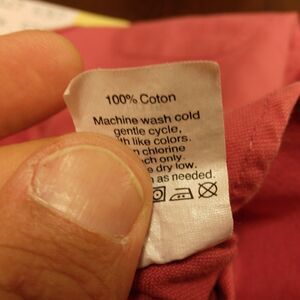 100% Coton
Machine wash cold
gentle cycle,
like colors.
chlorine
only.
dry low.
as needed.